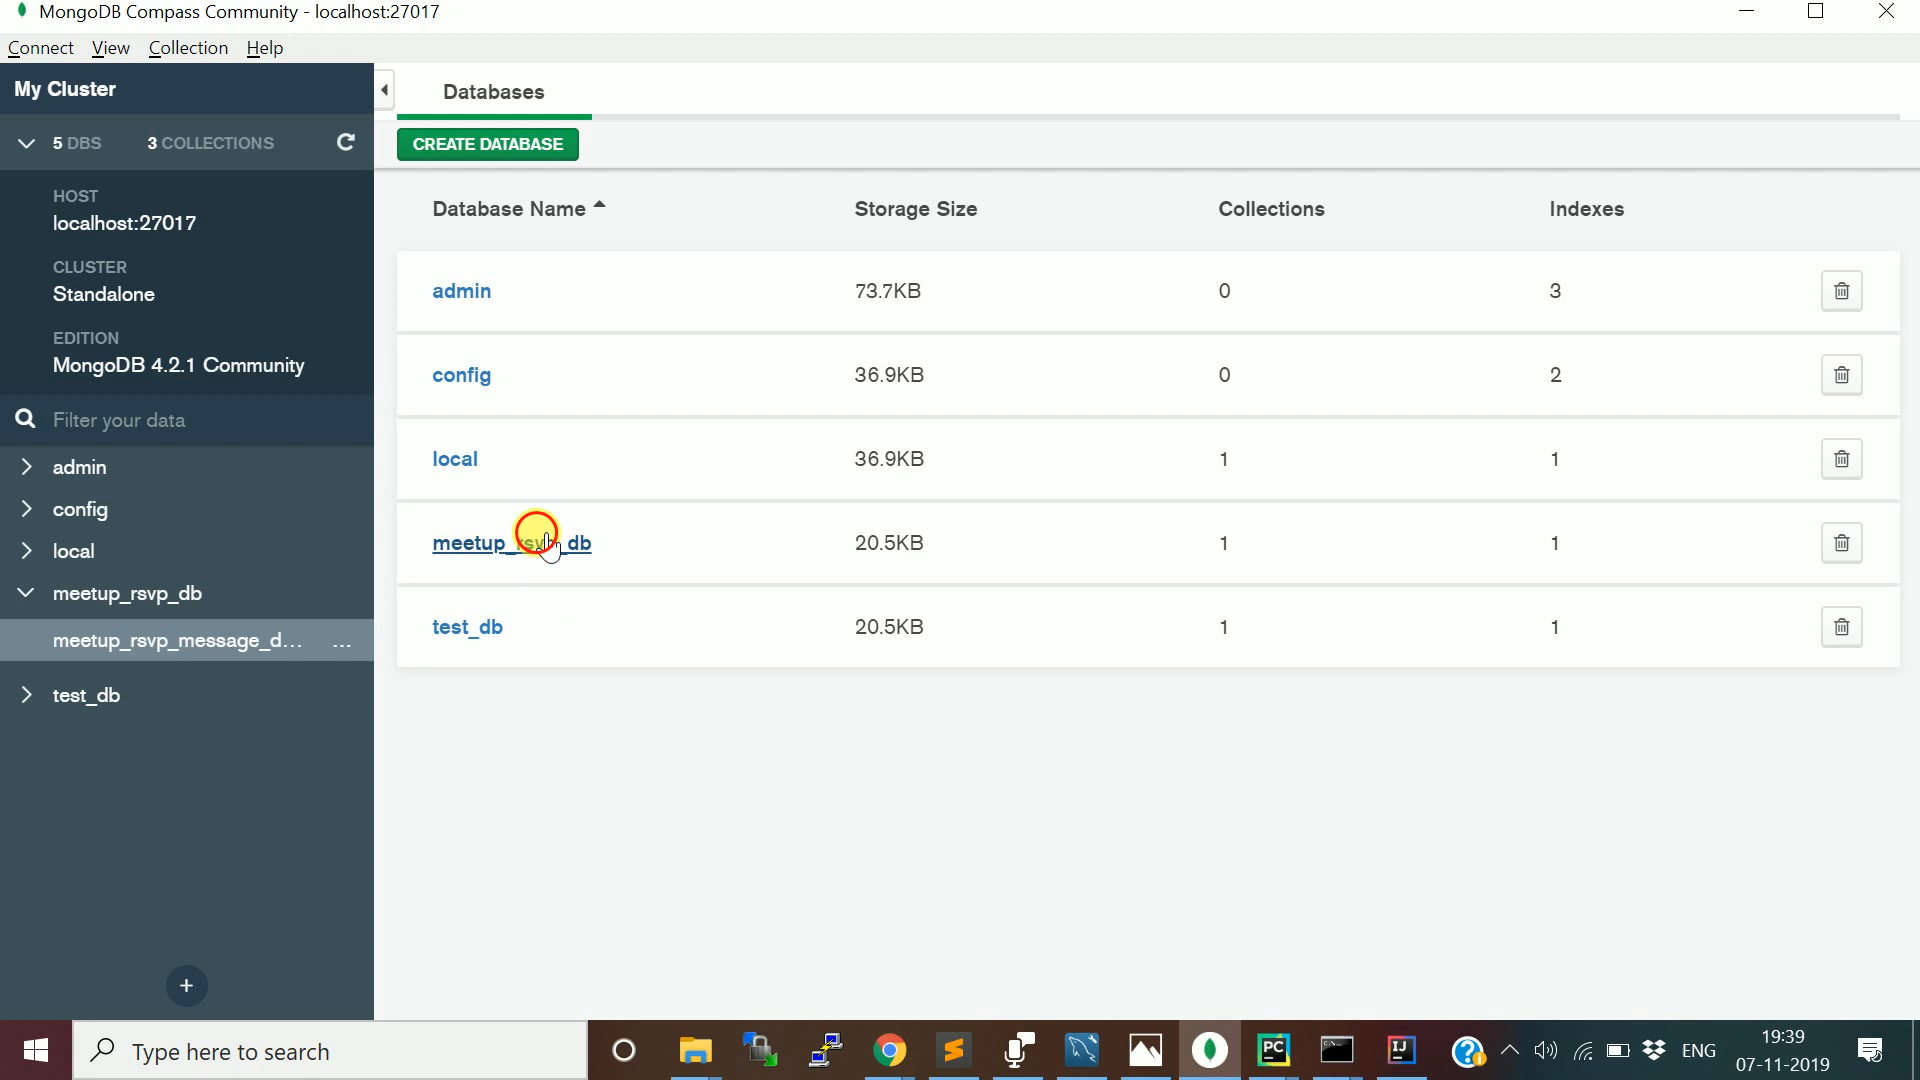 MongoDB Compass Community - localhost:27017
Connect View Collection Help
My Cluster
5 DBS 3 COLLECTIONS
HOST
localhost:27017
CLUSTER
Standalone
EDITION
MongoDB 4.2.1 Community
Filter your data
admin
config
local
meetup_rsvp_db
meetup_rsvp_message_d... ...
test_db
+
Databases
CREATE DATABASE
Database Name Storage Size Collections Indexes
admin 73.7KB 0 3
config 36.9KB 0 2
local 36.9KB 1 1
meetup_rsvp_db 20.5KB 1 1
test_db 20.5KB 1 1
Type here to search
PC
IJ
ENG
19:39
07-11-2019